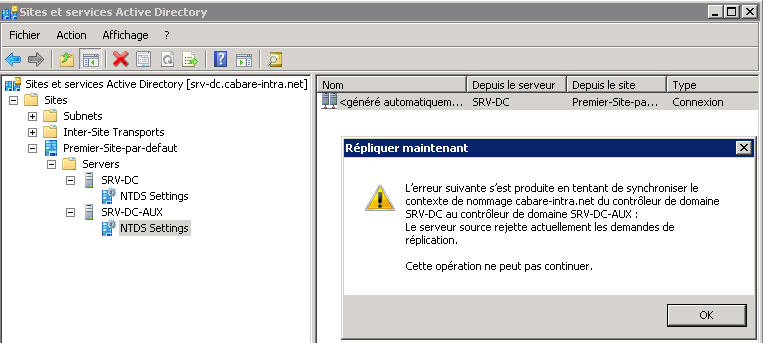 Sites et services Active Directory
Fichier Action Affichage ?
Sites et services Active Directory [srv-dc.cabare-intra.net]
Sites
Subnets
Inter-Site Transports
Premier-Site-par-defaut
Servers
SRV-DC
NTDS Settings
SRV-DC-AUX
NTDS Settings
Nom Depuis le serveur Depuis le site Type
<généré automatiquem... SRV-DC Premier-Site-pa... Connexion
Répliquer maintenant
L'erreur suivante s'est produite en tentant de synchroniser le
contexte de nommage cabare-intra.net du contrôleur de domaine
SRV-DC au contrôleur de domaine SRV-DC-AUX :
Le serveur source rejette actuellement les demandes de
réplication.
Cette opération ne peut pas continuer.
OK